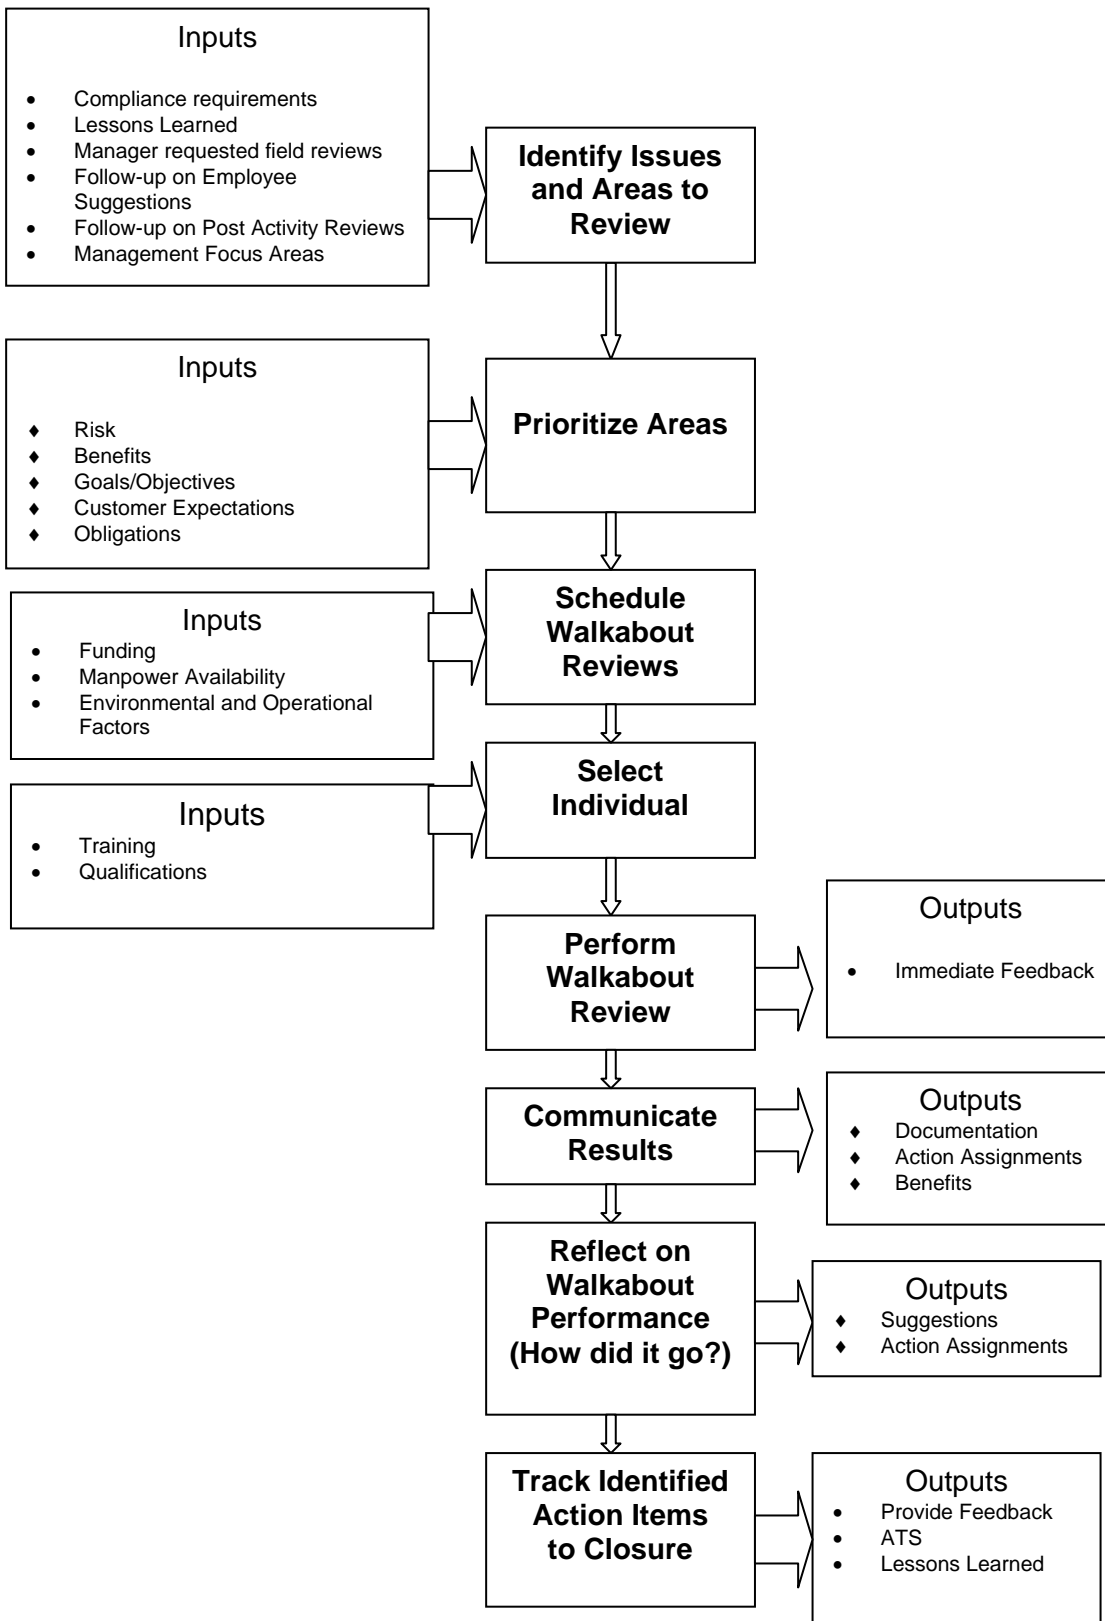 Inputs
• Compliance requirements
• Lessons Learned
• Manager requested field reviews
• Follow-up on Employee
Suggestions
• Follow-up on Post Activity Reviews
• Management Focus Areas
Identify Issues
and Areas to
Review
Inputs
♦ Risk
♦ Benefits
♦ Goals/Objectives
♦ Customer Expectations
♦ Obligations
Prioritize Areas
Inputs
• Funding
• Manpower Availability
• Environmental and Operational
Factors
Schedule
Walkabout
Reviews
Inputs
• Training
• Qualifications
Select
Individual
Perform
Walkabout
Review
Outputs
• Immediate Feedback
Communicate
Results
Outputs
♦ Documentation
♦ Action Assignments
♦ Benefits
Reflect on
Walkabout
Performance
(How did it go?)
Outputs
♦ Suggestions
♦ Action Assignments
Track Identified
Action Items
to Closure
Outputs
• Provide Feedback
• ATS
• Lessons Learned